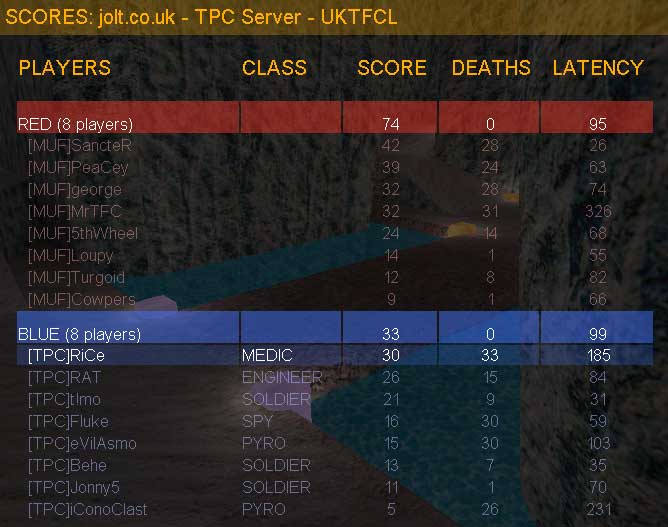 SCORES: jolt.co.uk - TPC Server - UKTFCL
PLAYERS CLASS SCORE DEATHS LATENCY
RED (8 players) 74 0 95
[MUF]SancteR 42 28 26
[MUF]PeaCey 39 24 63
[MUF]george 32 28 74
[MUF]MrTFC 32 31 326
[MUF]5thWheel 24 14 68
[MUF]Loupy 14 1 55
[MUF]Turgoid 12 8 82
[MUF]Cowpers 9 1 66
BLUE (8 players) 33 0 99
[TPC]RiCe MEDIC 30 33 185
[TPC]RAT ENGINEER 26 15 84
[TPC]tImo SOLDIER 21 9 31
[TPC]Fluke SPY 16 30 59
[TPC]eVilAsmo PYRO 15 30 103
[TPC]Behe SOLDIER 13 7 35
[TPC]Jonny5 SOLDIER 11 1 70
[TPC]iConoClast PYRO 5 26 231